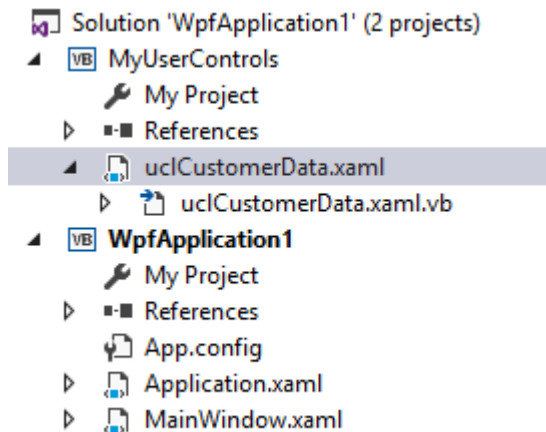 Solution 'WpfApplication1' (2 projects)
VB MyUserControls
My Project
References
uclCustomerData.xaml
uclCustomerData.xaml.vb
VB WpfApplication1
My Project
References
App.config
Application.xaml
MainWindow.xaml